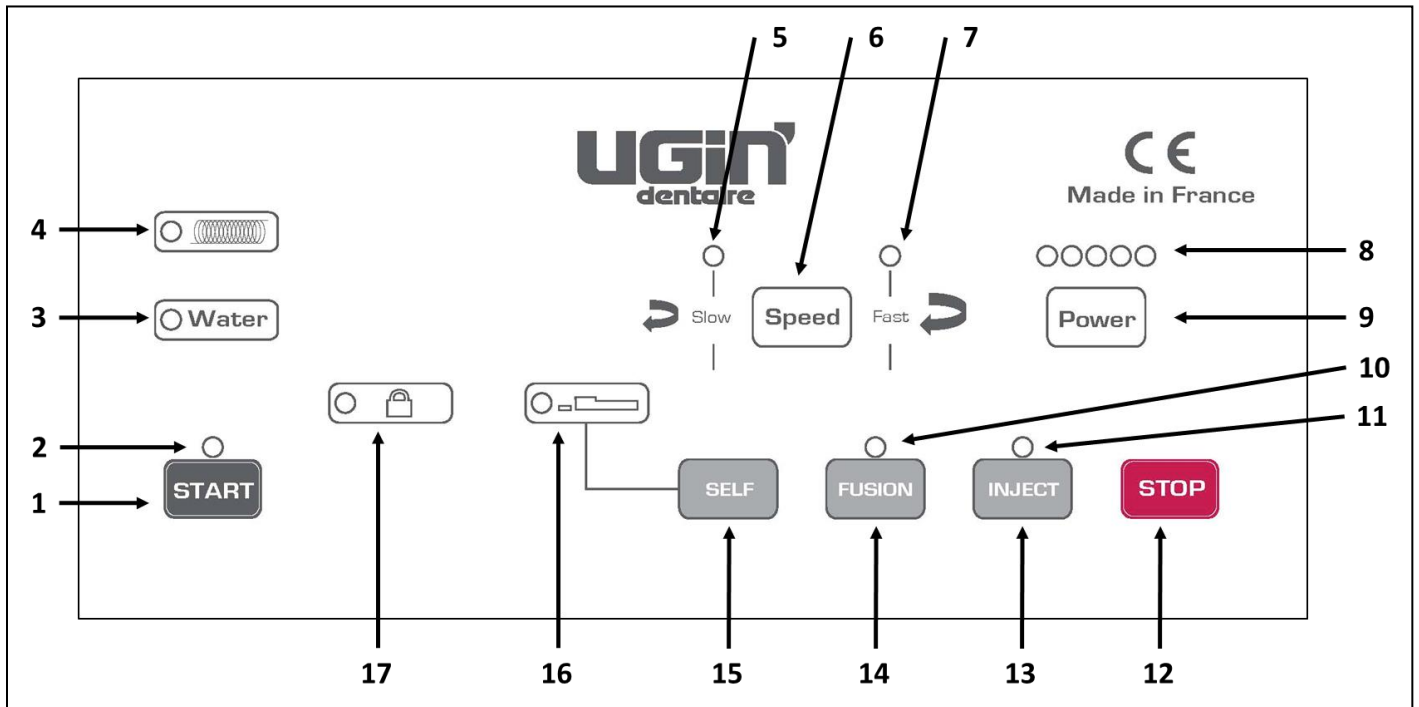 5 6 7
UGiN'
dentaire
CE
Made in France
4
8
3 Water
Slow Speed Fast
Power 9
10
11
2
1 START
SELF FUSION INJECT STOP
17 16 15 14 13 12